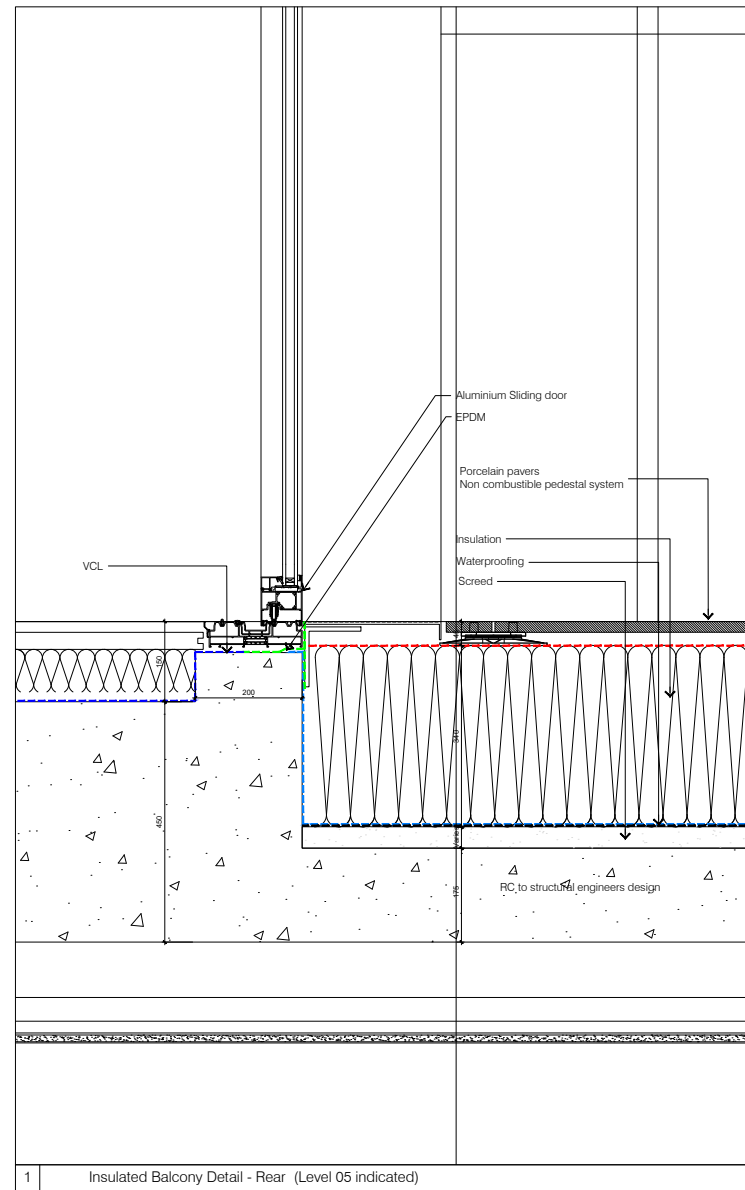 Aluminium Sliding door
EPDM
Porcelain pavers
Non combustible pedestal system
Insulation
VCL
Waterproofing
Screed
150
200
340
450
175
RC to structural engineers design
1 Insulated Balcony Detail - Rear (Level 05 indicated)